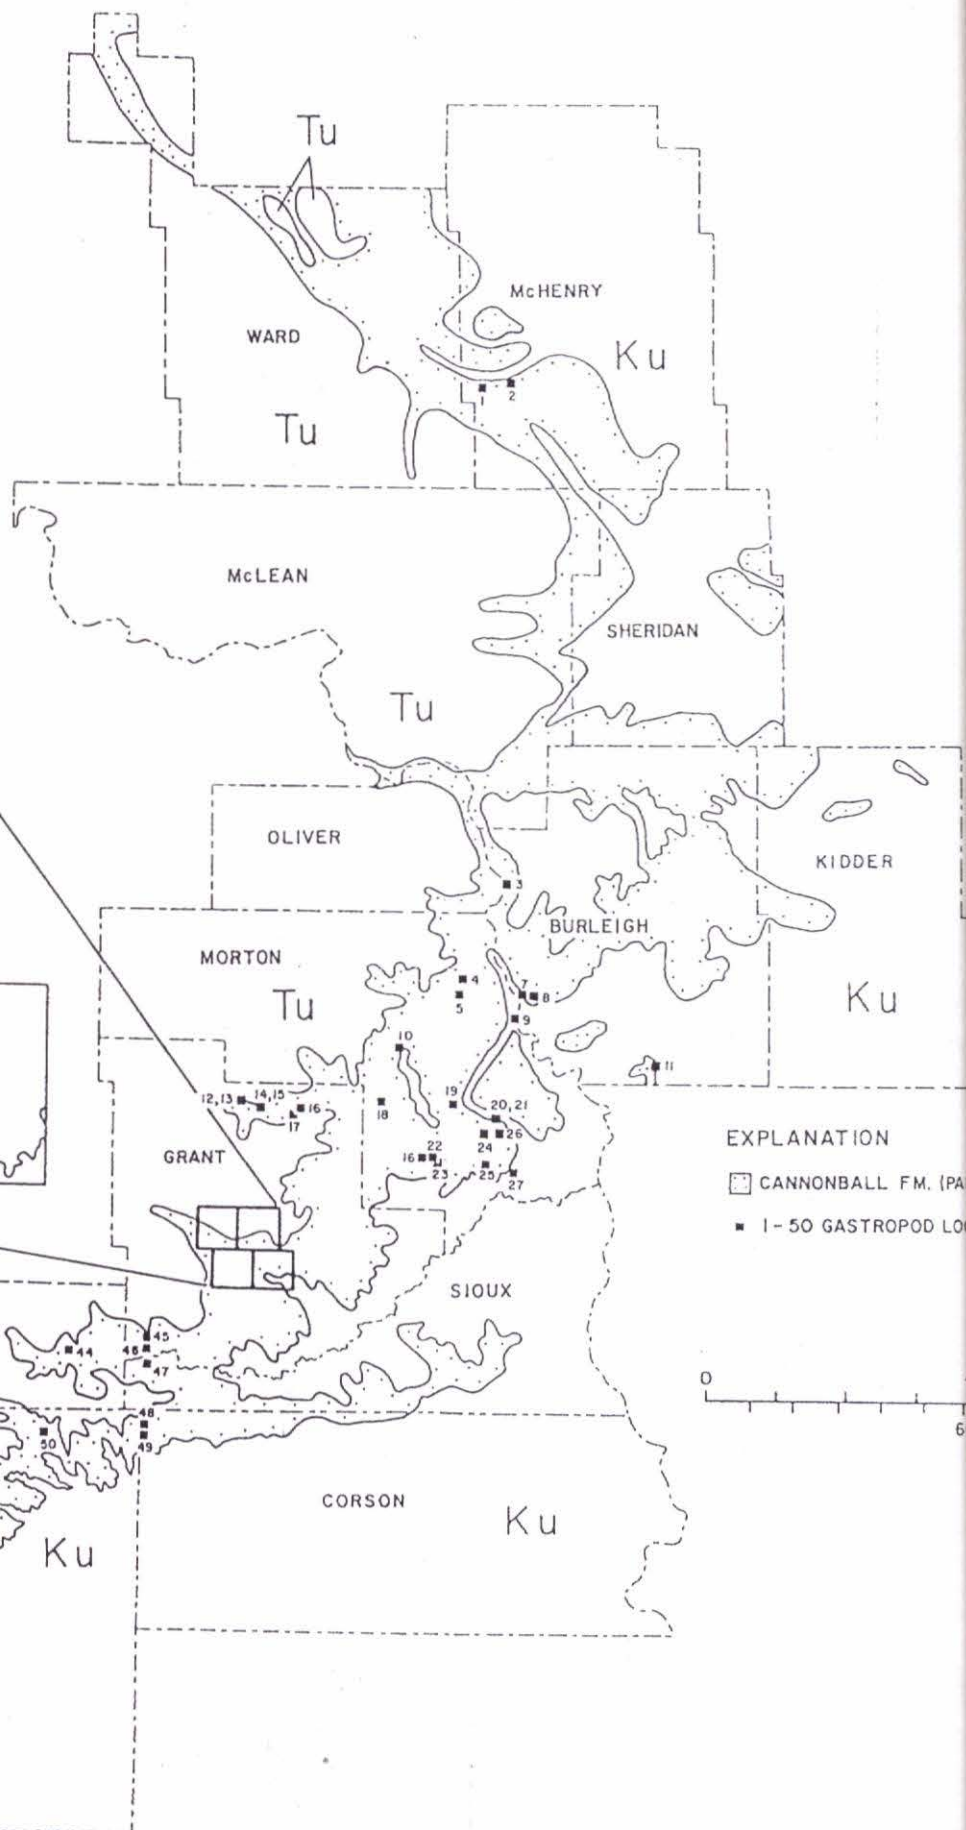 Tu
McHENRY
WARD
Ku
1
2
Tu
McLEAN
SHERIDAN
Tu
OLIVER
KIDDER
3
BURLEIGH
MORTON
4
7
8
Tu
5
Ku
9
10
11
12,13
14,15
16
18
19
20,21
17
24
26
EXPLANATION
GRANT
16
22
23
25
27
CANNONBALL FM. (PA
1-50 GASTROPOD LO
SIOUX
45
44
46
47
0
48
50
49
6
CORSON
Ku
Ku